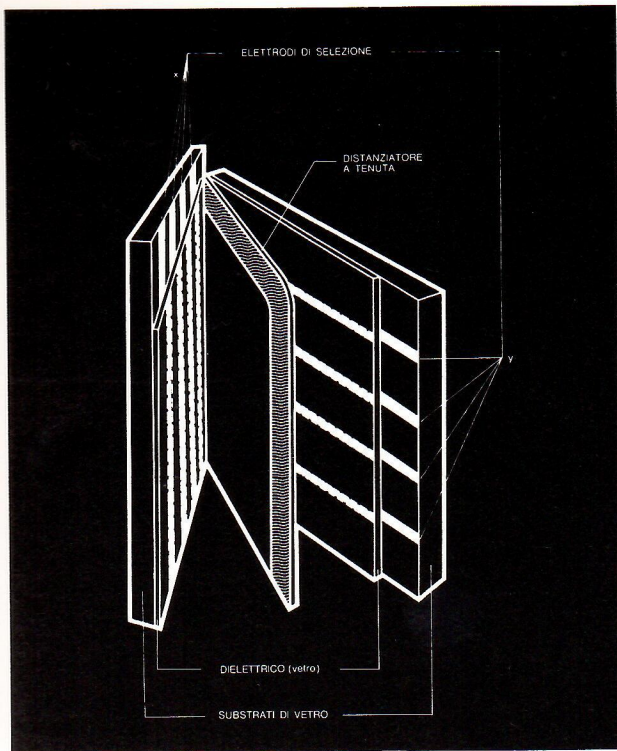 ELETTRODI DI SELEZIONE
x
DISTANZIATORE
A TENUTA
y
DIELETTRICO (vetro)
SUBSTRATI DI VETRO